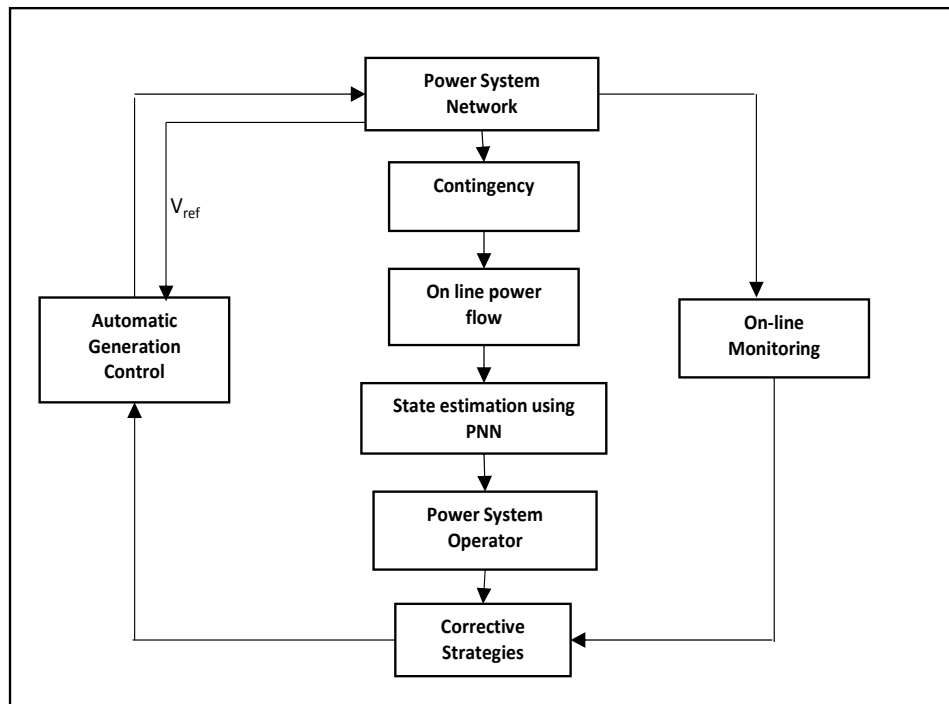 Power System
Network
Contingency
V_ref
On line power
flow
Automatic
Generation
Control
On-line
Monitoring
State estimation using
PNN
Power System
Operator
Corrective
Strategies